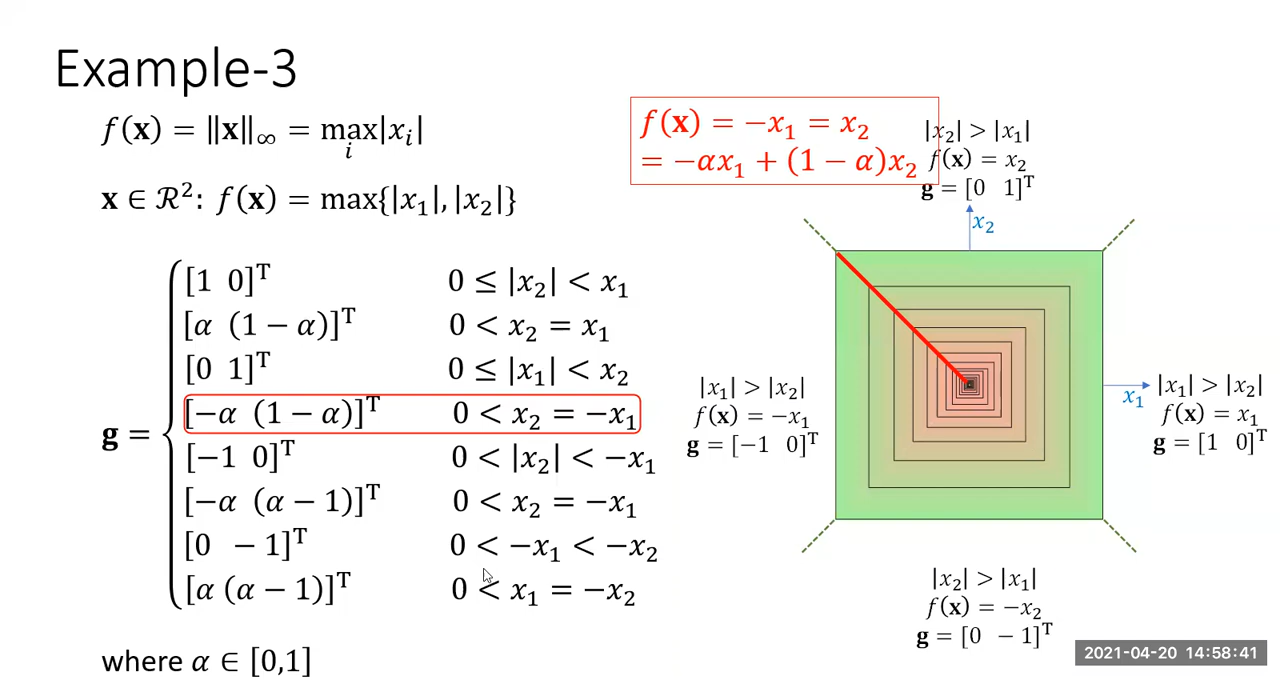 Example-3
f(𝐱) = ‖𝐱‖∞ = max_i |x_i|
𝐱 ∈ ℛ²: f(𝐱) = max{|x₁|, |x₂|}
𝐠 =
[1 0]ᵀ 0 ≤ |x₂| < x₁
[α (1 − α)]ᵀ 0 < x₂ = x₁
[0 1]ᵀ 0 ≤ |x₁| < x₂
[−α (1 − α)]ᵀ 0 < x₂ = −x₁
[−1 0]ᵀ 0 < |x₂| < −x₁
[−α (α − 1)]ᵀ 0 < x₂ = −x₁
[0 − 1]ᵀ 0 < −x₁ < −x₂
[α (α − 1)]ᵀ 0 < x₁ = −x₂
where α ∈ [0,1]
f(𝐱) = −x₁ = x₂
= −αx₁ + (1 − α)x₂
|x₂| > |x₁|
f(𝐱) = x₂
𝐠 = [0 1]ᵀ
x₂
|x₁| > |x₂|
f(𝐱) = −x₁
𝐠 = [−1 0]ᵀ
x₁
|x₁| > |x₂|
f(𝐱) = x₁
𝐠 = [1 0]ᵀ
|x₂| > |x₁|
f(𝐱) = −x₂
𝐠 = [0 − 1]ᵀ
2021-04-20 14:58:41